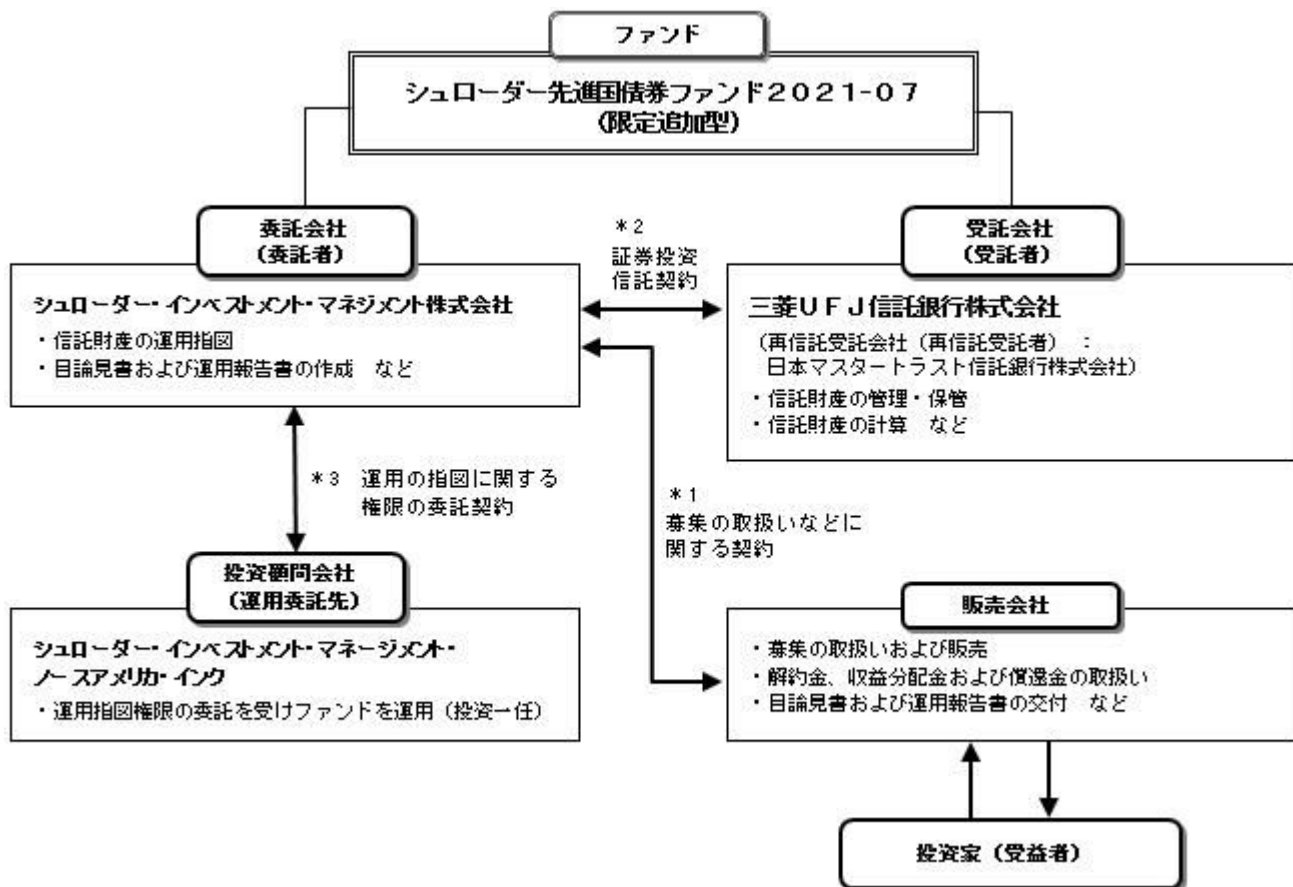 ファンド
シュローダー先進国債券ファンド2021-07
(限定追加型)
委託会社
(委託者)
シュローダー・インベストメント・マネジメント株式会社
・信託財産の運用指図
・目論見書および運用報告書の作成 など
*2
証券投資
信託契約
受託会社
(受託者)
三菱UFJ信託銀行株式会社
(再信託受託会社(再信託受託者) :
日本マスタートラスト信託銀行株式会社)
・信託財産の管理・保管
・信託財産の計算 など
*3 運用の指図に関する
権限の委託契約
*1
募集の取扱いなどに
関する契約
投資顧問会社
(運用委託先)
シュローダー・インベストメント・マネージメント・
ノースアメリカ・インク
・運用指図権限の委託を受けファンドを運用(投資一任)
販売会社
・募集の取扱いおよび販売
・解約金、収益分配金および償還金の取扱い
・目論見書および運用報告書の交付 など
投資家(受益者)